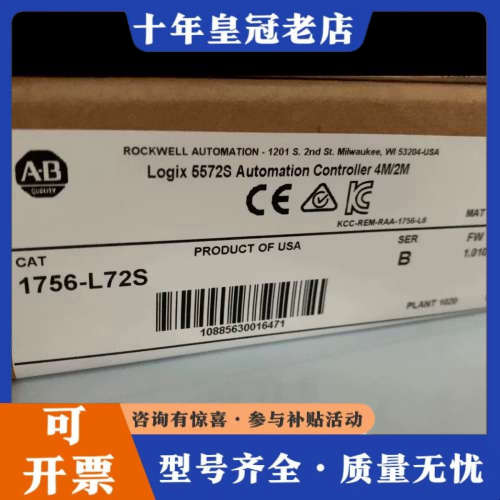 十年皇冠老店
ROCKWELL AUTOMATION - 1201 S. 2nd St. Milwaukee, WI 53204-USA
Logix 5572S Automation Controller 4M/2M
A-B
QUALITY
CE
KCC-REM-RAA-1756-L6
MAT
CAT
PRODUCT OF USA
SER
FW
1756-L72S
B
1.010
10885630016471
PLANT 1020
咨询有惊喜·参与补贴活动
可开票
型号齐全·质量无忧